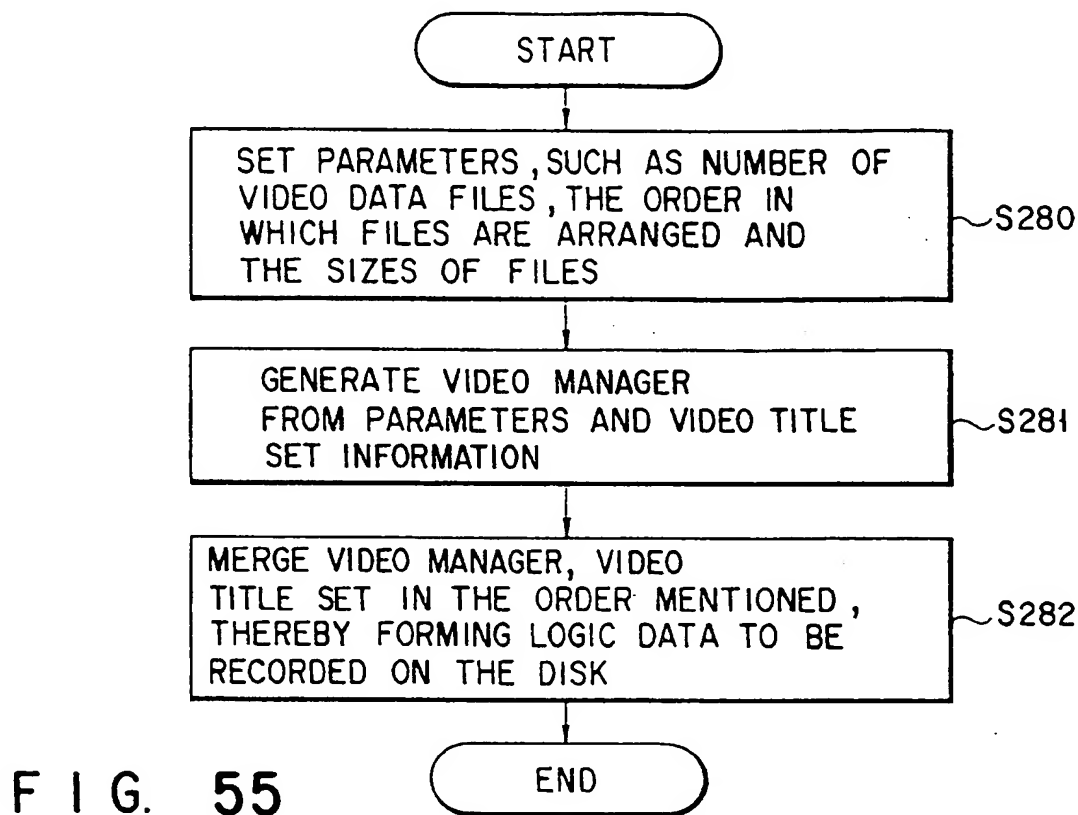 START
SET PARAMETERS, SUCH AS NUMBER OF
VIDEO DATA FILES, THE ORDER IN
WHICH FILES ARE ARRANGED AND
THE SIZES OF FILES
S280
GENERATE VIDEO MANAGER
FROM PARAMETERS AND VIDEO TITLE
SET INFORMATION
S281
MERGE VIDEO MANAGER, VIDEO
TITLE SET IN THE ORDER MENTIONED,
THEREBY FORMING LOGIC DATA TO BE
RECORDED ON THE DISK
S282
END
FIG. 55